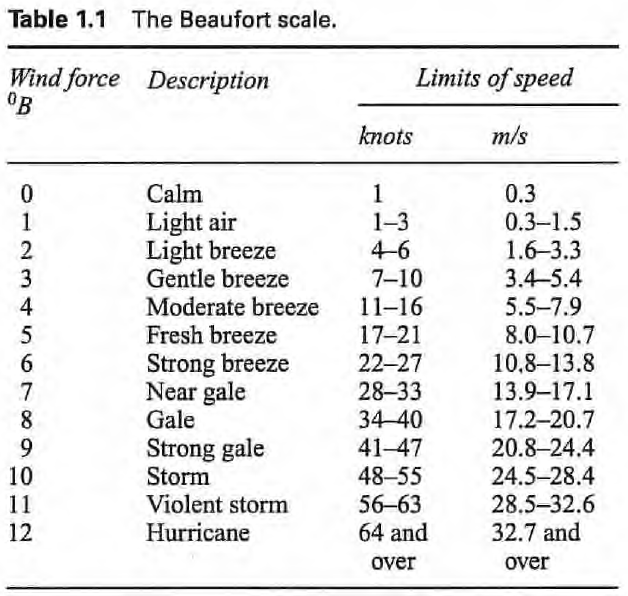 Table 1.1 The Beaufort scale.
Wind force Description Limits of speed
⁰B
knots m/s
0 Calm 1 0.3
1 Light air 1–3 0.3–1.5
2 Light breeze 4–6 1.6–3.3
3 Gentle breeze 7–10 3.4–5.4
4 Moderate breeze 11–16 5.5–7.9
5 Fresh breeze 17–21 8.0–10.7
6 Strong breeze 22–27 10.8–13.8
7 Near gale 28–33 13.9–17.1
8 Gale 34–40 17.2–20.7
9 Strong gale 41–47 20.8–24.4
10 Storm 48–55 24.5–28.4
11 Violent storm 56–63 28.5–32.6
12 Hurricane 64 and 32.7 and
over over